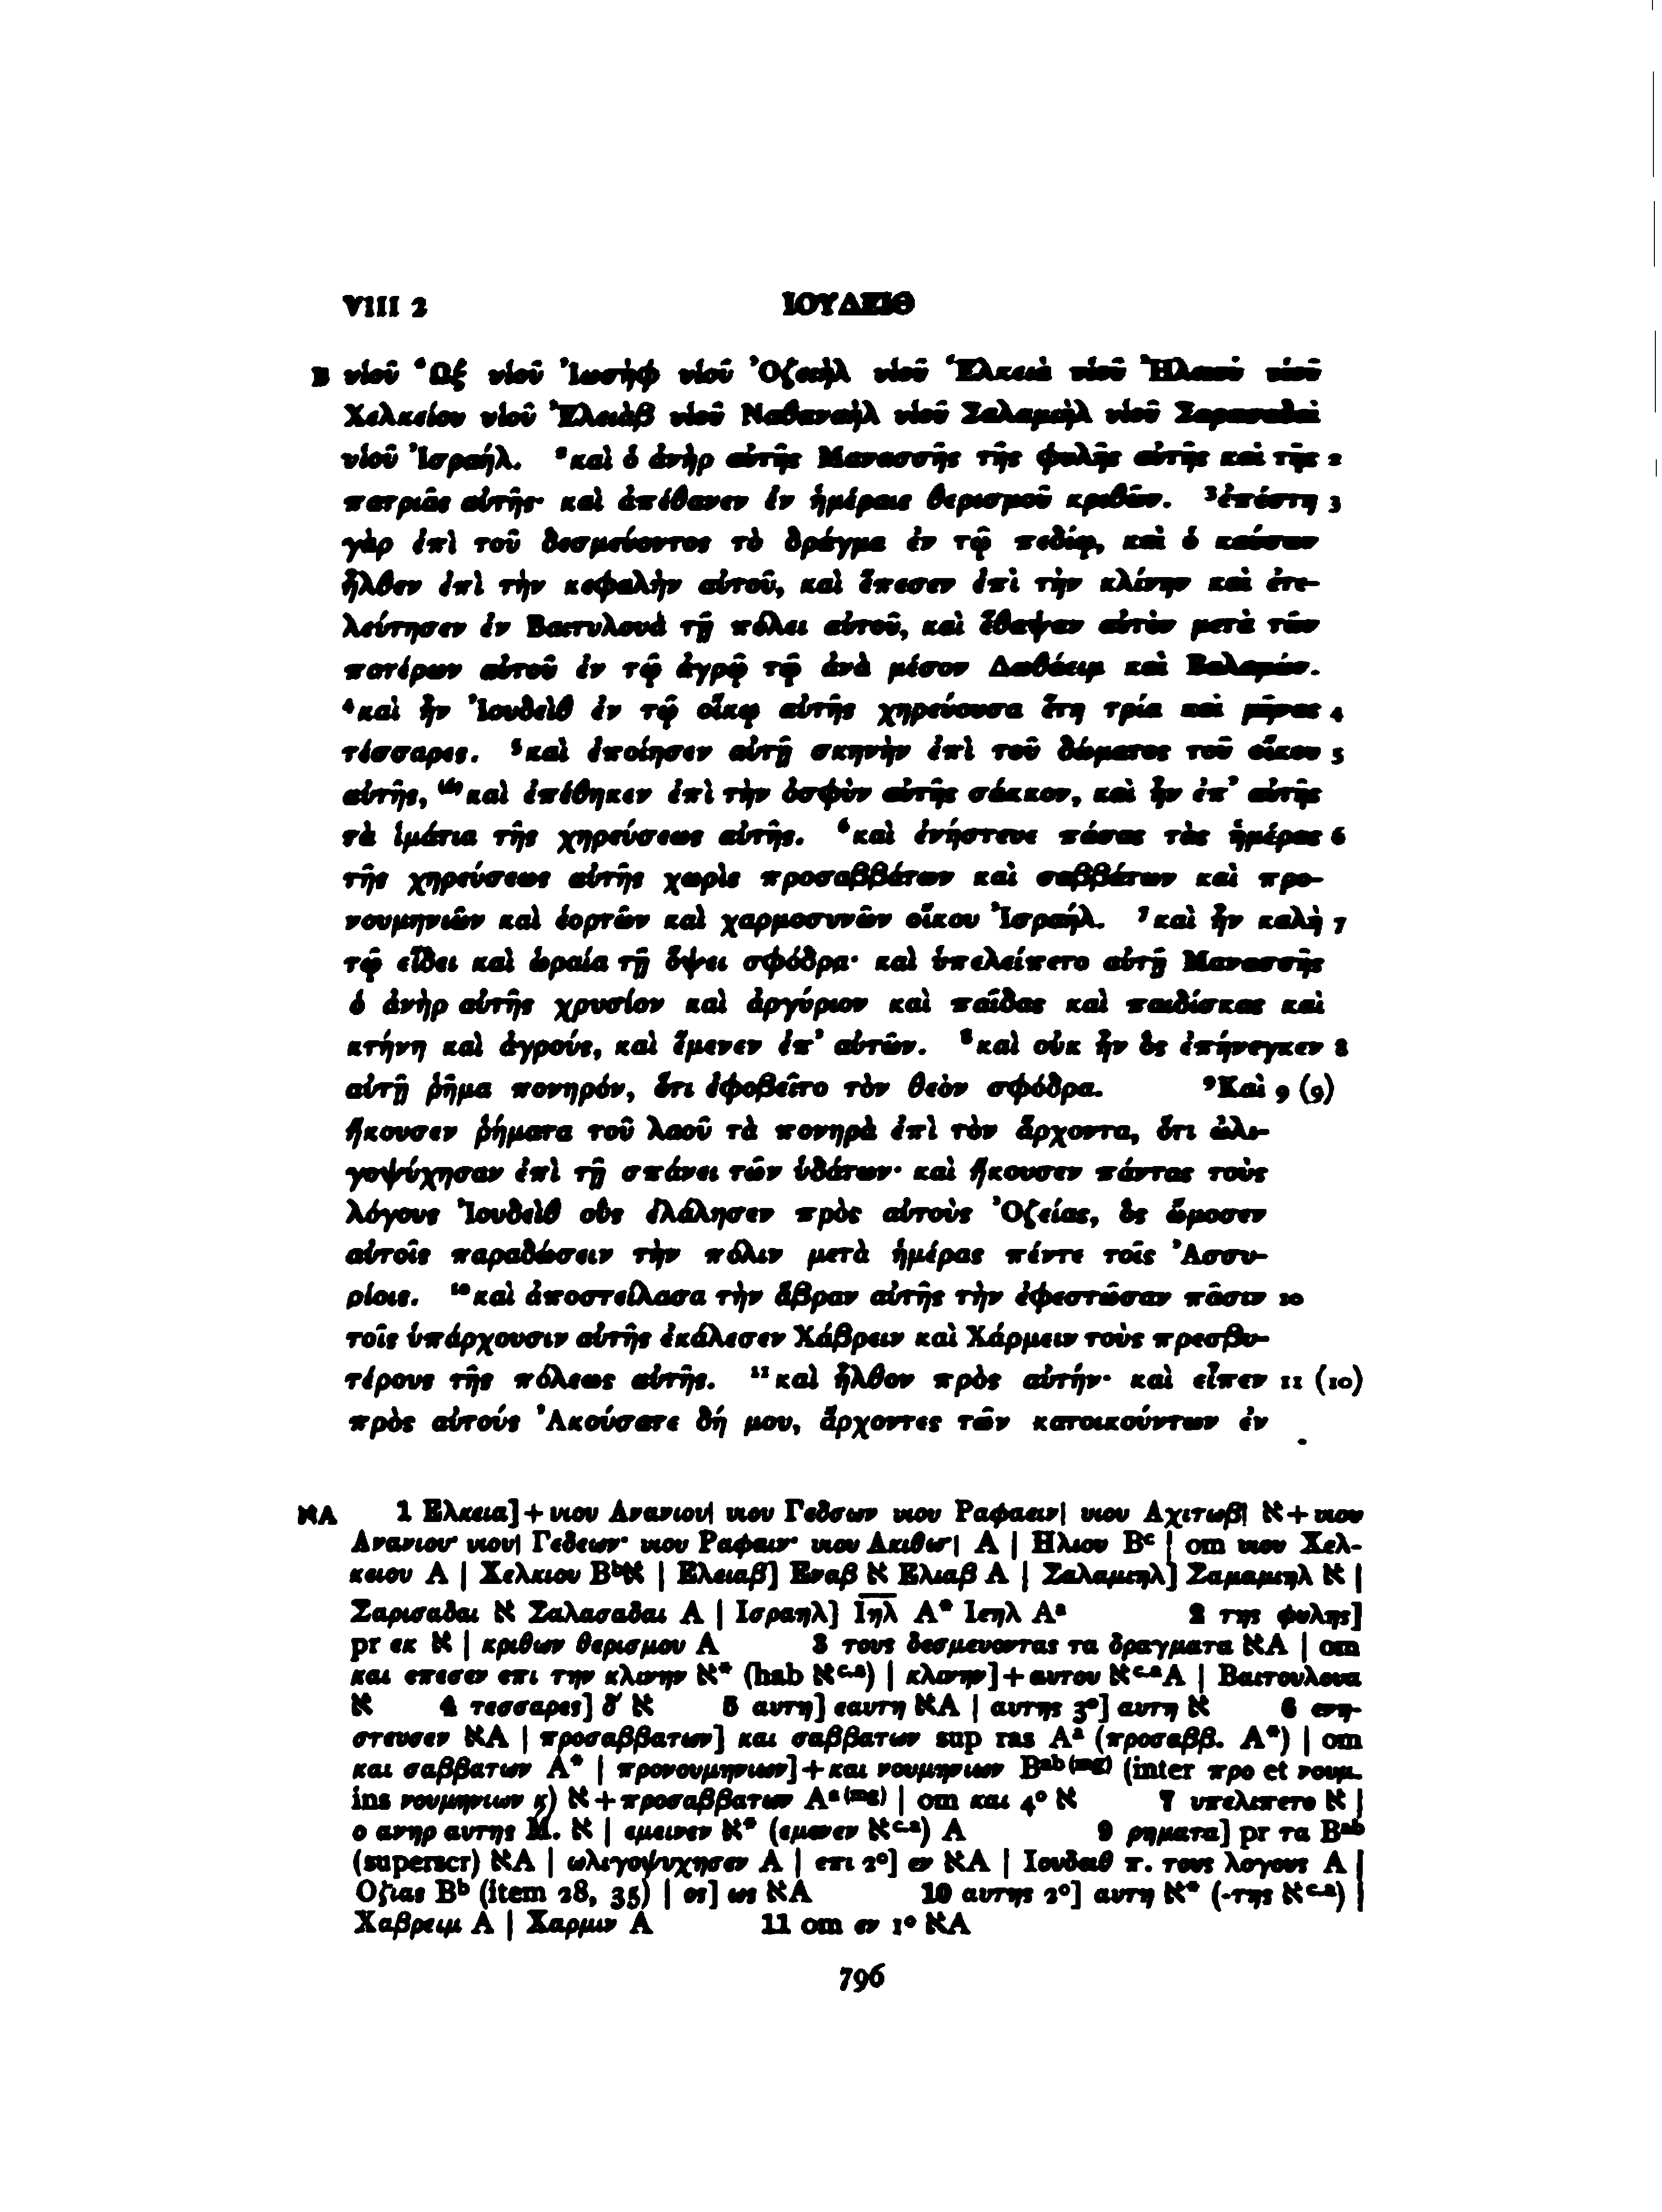 VIII 2 ΙΟΥΔΕΙΘ
B υἱοῦ Ὢξ υἱοῦ Ἰωσὴφ υἱοῦ Ὀζειὴλ υἱοῦ Ἑλκειὰ υἱοῦ Ἠλειοὺ υἱοῦ
Χελκείου υἱοῦ Ἐλειὰβ υἱοῦ Ναθαναὴλ υἱοῦ Σαλαμιὴλ υἱοῦ Σαρασαδαὶ
υἱοῦ Ἰσραήλ. ²καὶ ὁ ἀνὴρ αὐτῆς Μανασσῆς τῆς φυλῆς αὐτῆς καὶ τῆς 2
πατριᾶς αὐτῆς· καὶ ἀπέθανεν ἐν ἡμέραις θερισμοῦ κριθῶν. ³ἐπέστη 3
γὰρ ἐπὶ τοῦ δεσμεύοντος τὸ δράγμα ἐν τῷ πεδίῳ, καὶ ὁ καύσων
ἦλθεν ἐπὶ τὴν κεφαλὴν αὐτοῦ, καὶ ἔπεσεν ἐπὶ τὴν κλίνην καὶ ἐτε-
λεύτησεν ἐν Βαιτυλουὰ τῇ πόλει αὐτοῦ, καὶ ἔθαψαν αὐτὸν μετὰ τῶν
πατέρων αὐτοῦ ἐν τῷ ἀγρῷ τῷ ἀνὰ μέσον Δωθάειμ καὶ Βαλαμών.
⁴καὶ ἦν Ἰουδεὶθ ἐν τῷ οἴκῳ αὐτῆς χηρεύουσα ἔτη τρία καὶ μῆνας 4
τέσσαρες. ⁵καὶ ἐποίησεν αὐτῇ σκηνὴν ἐπὶ τοῦ δώματος τοῦ οἴκου 5
αὐτῆς, ⁽⁶⁾καὶ ἐπέθηκεν ἐπὶ τὴν ὀσφὺν αὐτῆς σάκκον, καὶ ἦν ἐπ’ αὐτῆς
τὰ ἱμάτια τῆς χηρεύσεως αὐτῆς. ⁶καὶ ἐνήστευε πάσας τὰς ἡμέρας 6
τῆς χηρεύσεως αὐτῆς χωρὶς προσαββάτων καὶ σαββάτων καὶ προ-
νουμηνιῶν καὶ ἑορτῶν καὶ χαρμοσυνῶν οἴκου Ἰσραήλ. ⁷καὶ ἦν καλὴ 7
τῷ εἴδει καὶ ὡραία τῇ ὄψει σφόδρα· καὶ ὑπελείπετο αὐτῇ Μανασσῆς
ὁ ἀνὴρ αὐτῆς χρυσίον καὶ ἀργύριον καὶ παῖδας καὶ παιδίσκας καὶ
κτήνη καὶ ἀγρούς, καὶ ἔμενεν ἐπ’ αὐτῶν. ⁸καὶ οὐκ ἦν ὃς ἐπήνεγκεν 8
αὐτῇ ῥῆμα πονηρόν, ὅτι ἐφοβεῖτο τὸν θεὸν σφόδρα. ⁹Καὶ 9 (9)
ἤκουσεν ῥήματα τοῦ λαοῦ τὰ πονηρὰ ἐπὶ τὸν ἄρχοντα, ὅτι ὠλι-
γοψύχησαν ἐπὶ τῇ σπάνει τῶν ὑδάτων· καὶ ἤκουσεν πάντας τοὺς
λόγους Ἰουδεὶθ οὓς ἐλάλησεν πρὸς αὐτοὺς Ὀζείας, ὃς ὤμοσεν
αὐτοῖς παραδώσειν τὴν πόλιν μετὰ ἡμέρας πέντε τοῖς Ἀσσυ-
ρίοις. ¹⁰καὶ ἀποστείλασα τὴν ἅβραν αὐτῆς τὴν ἐφεστῶσαν πᾶσιν 10
τοῖς ὑπάρχουσιν αὐτῆς ἐκάλεσεν Χάβρειν καὶ Χάρμειν τοὺς πρεσβυ-
τέρους τῆς πόλεως αὐτῆς. ¹¹καὶ ἦλθον πρὸς αὐτήν· καὶ εἶπεν 11 (10)
πρὸς αὐτούς Ἀκούσατε δή μου, ἄρχοντες τῶν κατοικούντων ἐν
אA 1 Ελκεια] + υιου Ανανιου| υιου Γεδσων υιου Ραφαειν| υιου Αχιτωβ| א + υιου
Ανανιου· υιου| Γεδεων· υιου Ραφαιν· υιου Ακιθω·| A | Ηλιου Bᶜ | om υιου Χελ-
κειου A | Χελκιου Bᵇא | Ελειαβ] Εναβ א Ελιαβ A | Σαλαμιηλ] Σαμαμιηλ א |
Σαρισαδαι א Σαλασαδαι A | Ισραηλ] Ιηλ A* Ισηλ Aᵃ 2 της φυλης]
pr εκ א | κριθων θερισμου A 3 τους δεσμευοντας τα δραγματα אA | om
και επεσεν επι την κλινην א* (hab אᶜ·ᵃ) | κλινην] + αυτου אᶜ·ᵃA | Βαιτουλουα
א 4 τεσσαρες] δ′ א 5 αυτη] εαυτη אA | αυτης 3°] αυτη א 6 ενη-
στευσεν אA | προσαββατων] και σαββατων sup ras Aᵃ (προσαββ. A*) | om
και σαββατων A* | προνουμηνιων] + και νουμηνιων Bᵃᵇ⁽ᵐᵍ⁾ (inter προ et νουμ.
ins νουμηνιων κ) א + προσαββατων Aᵃ⁽ᵐᵍ⁾ | om και 4° א 7 υπελιπετο א |
ο ανηρ αυτης Μ. א | εμεινεν א* (εμενεν אᶜ·ᵃ) A 9 ρηματα] pr τα Bᵃᵇ
(superscr) אA | ωλιγοψυχησεν A | επι 2°] εν אA | Ιουδειθ π. τους λογους A |
Οζιας Bᵇ (item 28, 35) | ος] ως אA 10 αυτης 2°] αυτη א* (-της אᶜ·ᵃ) |
Χαβρειμ A | Χαρμιν A 11 om εν 1° אA
796